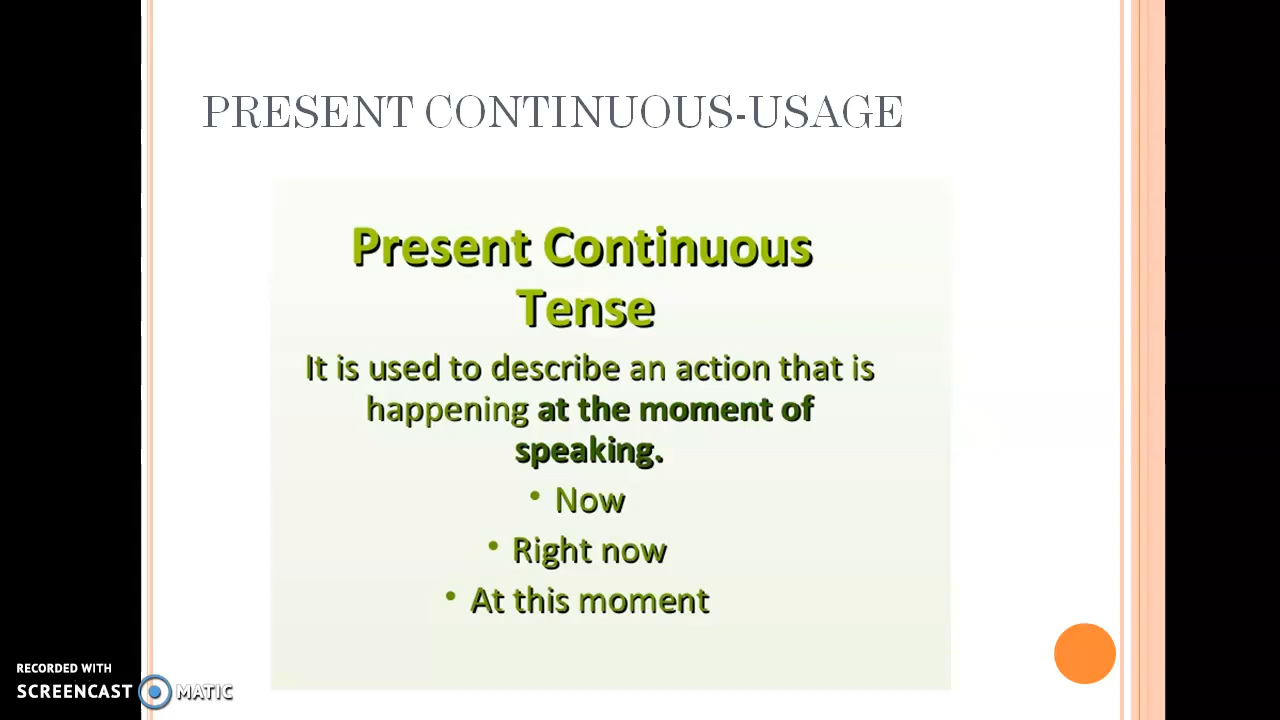 PRESENT CONTINUOUS-USAGE
Present Continuous
Tense
It is used to describe an action that is
happening at the moment of
speaking.
• Now
• Right now
• At this moment
RECORDED WITH
SCREENCAST MATIC